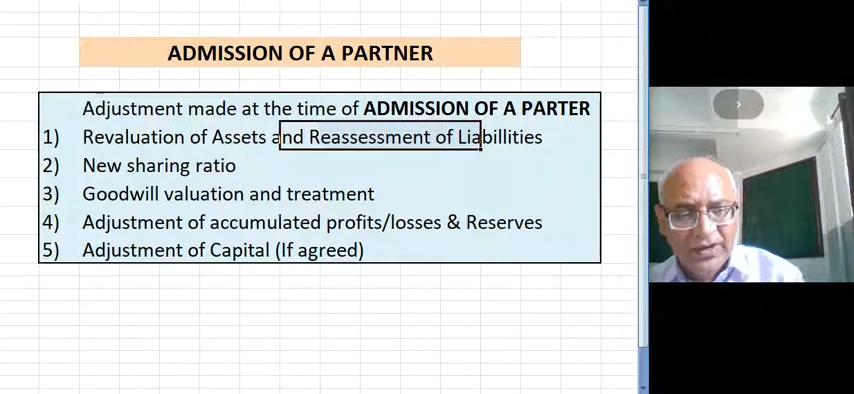 ADMISSION OF A PARTNER
Adjustment made at the time of ADMISSION OF A PARTER
1) Revaluation of Assets and Reassessment of Liabillities
2) New sharing ratio
3) Goodwill valuation and treatment
4) Adjustment of accumulated profits/losses & Reserves
5) Adjustment of Capital (If agreed)